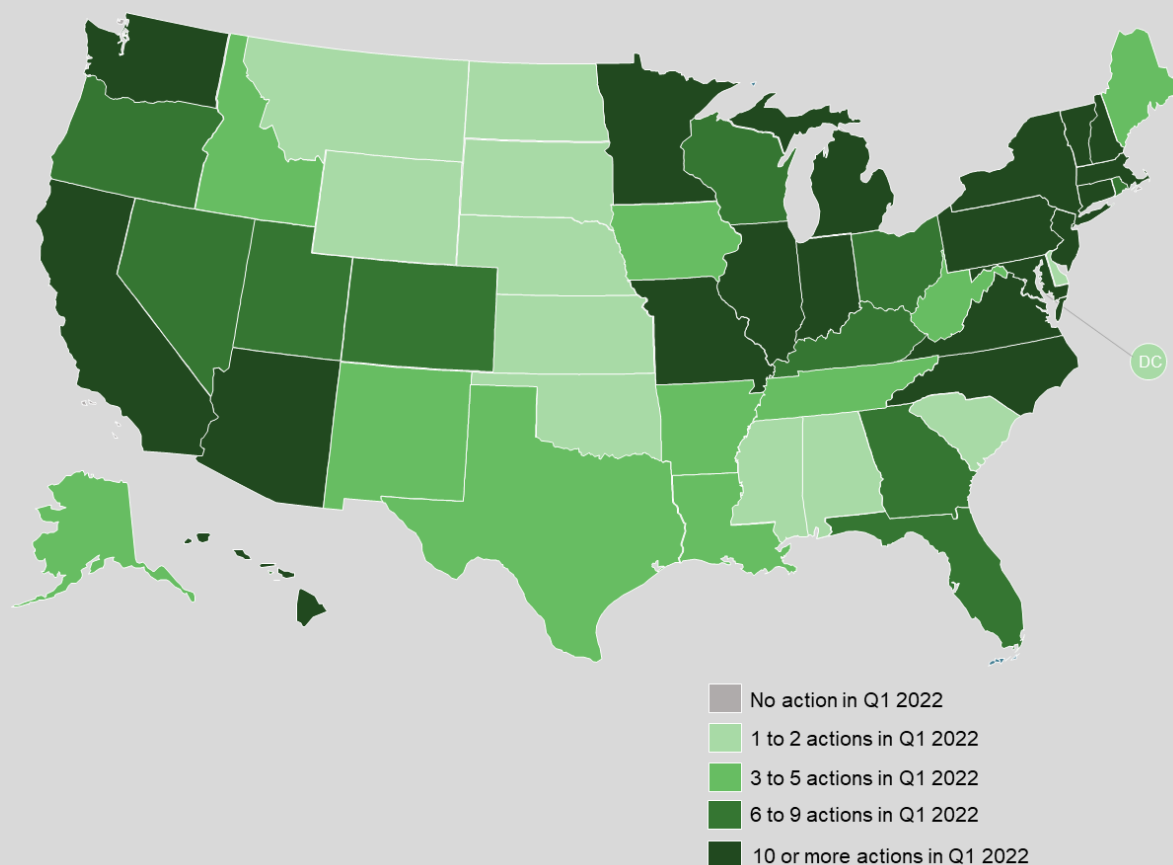 DC
No action in Q1 2022
1 to 2 actions in Q1 2022
3 to 5 actions in Q1 2022
6 to 9 actions in Q1 2022
10 or more actions in Q1 2022